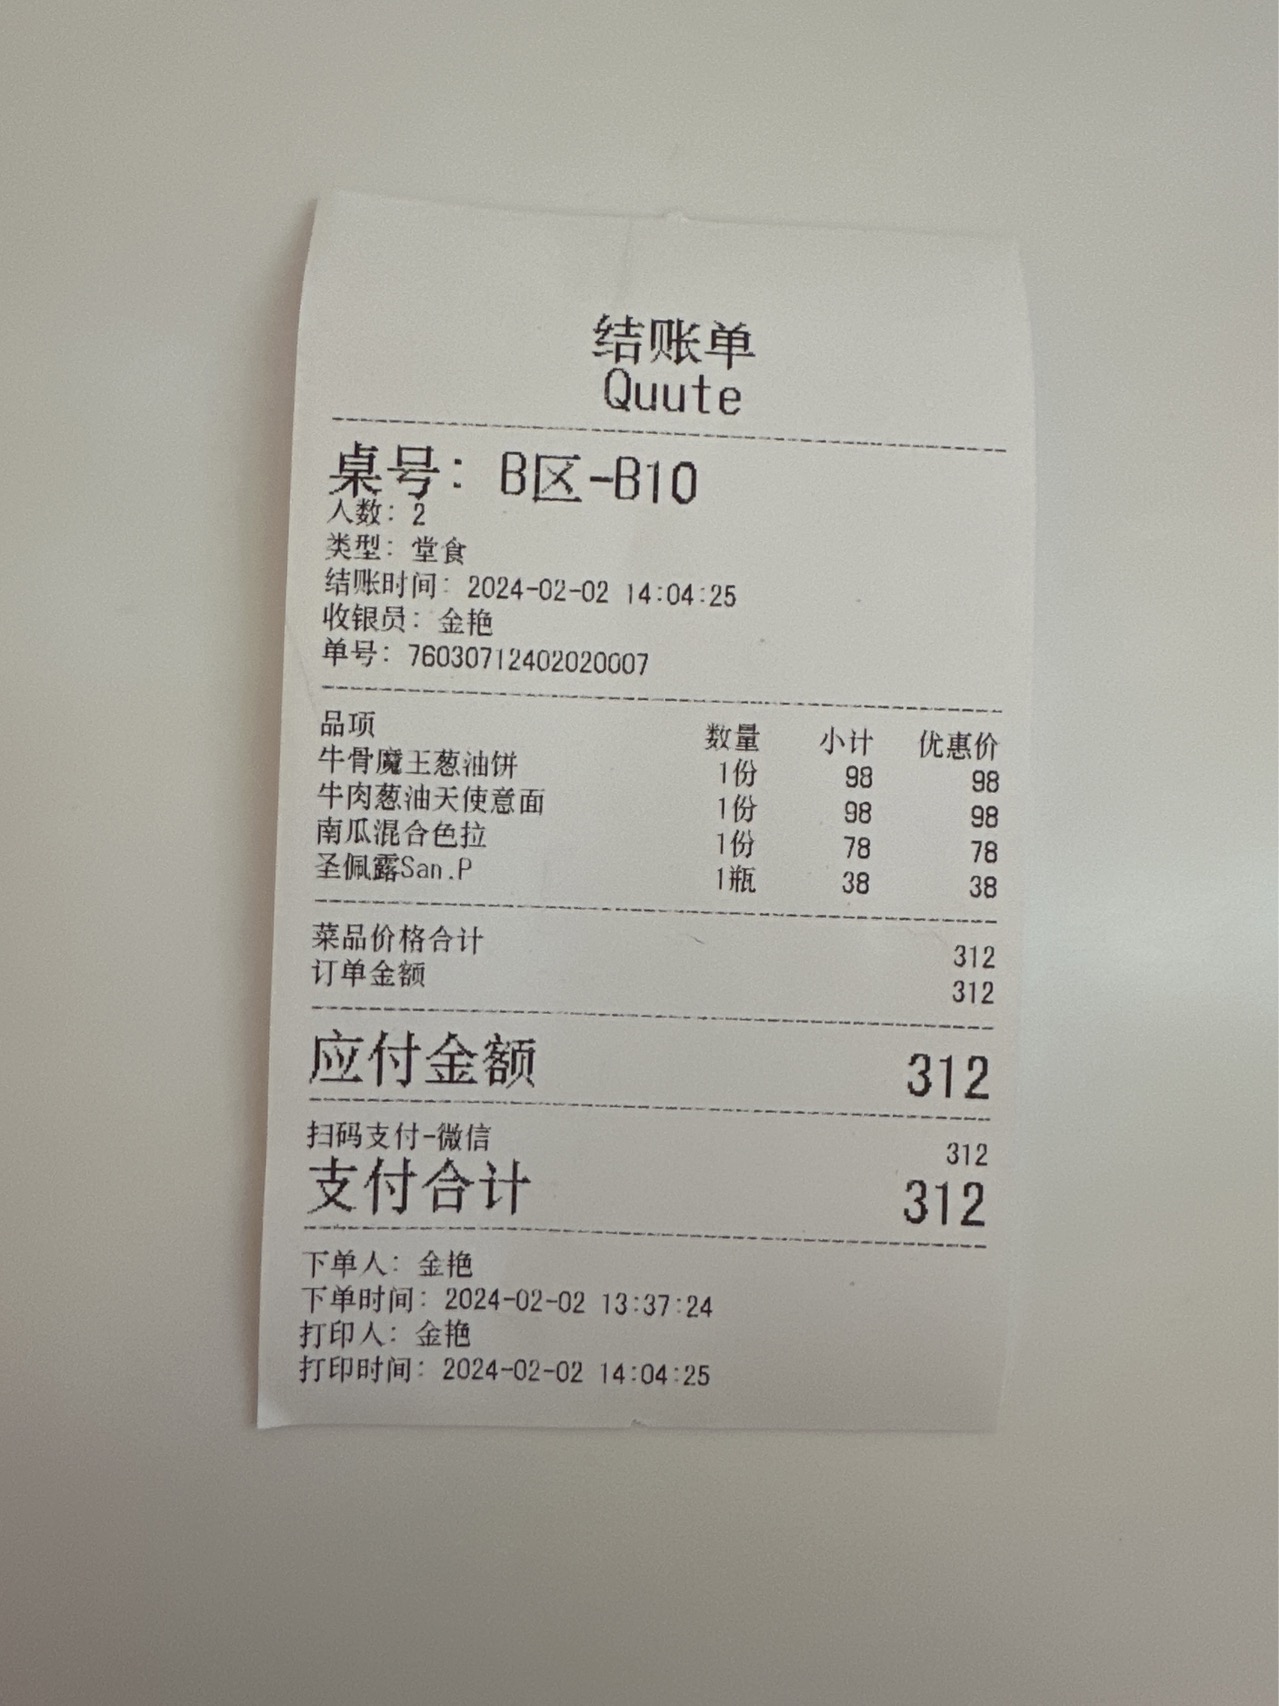 结账单
Quute
桌号: B区-B10
人数: 2
类型: 堂食
结账时间: 2024-02-02 14:04:25
收银员: 金艳
单号: 76030712402020007
品项 数量 小计 优惠价
牛骨魔王葱油饼 1份 98 98
牛肉葱油天使意面 1份 98 98
南瓜混合色拉 1份 78 78
圣佩露San.P 1瓶 38 38
菜品价格合计 312
订单金额 312
应付金额 312
扫码支付-微信 312
支付合计 312
下单人: 金艳
下单时间: 2024-02-02 13:37:24
打印人: 金艳
打印时间: 2024-02-02 14:04:25